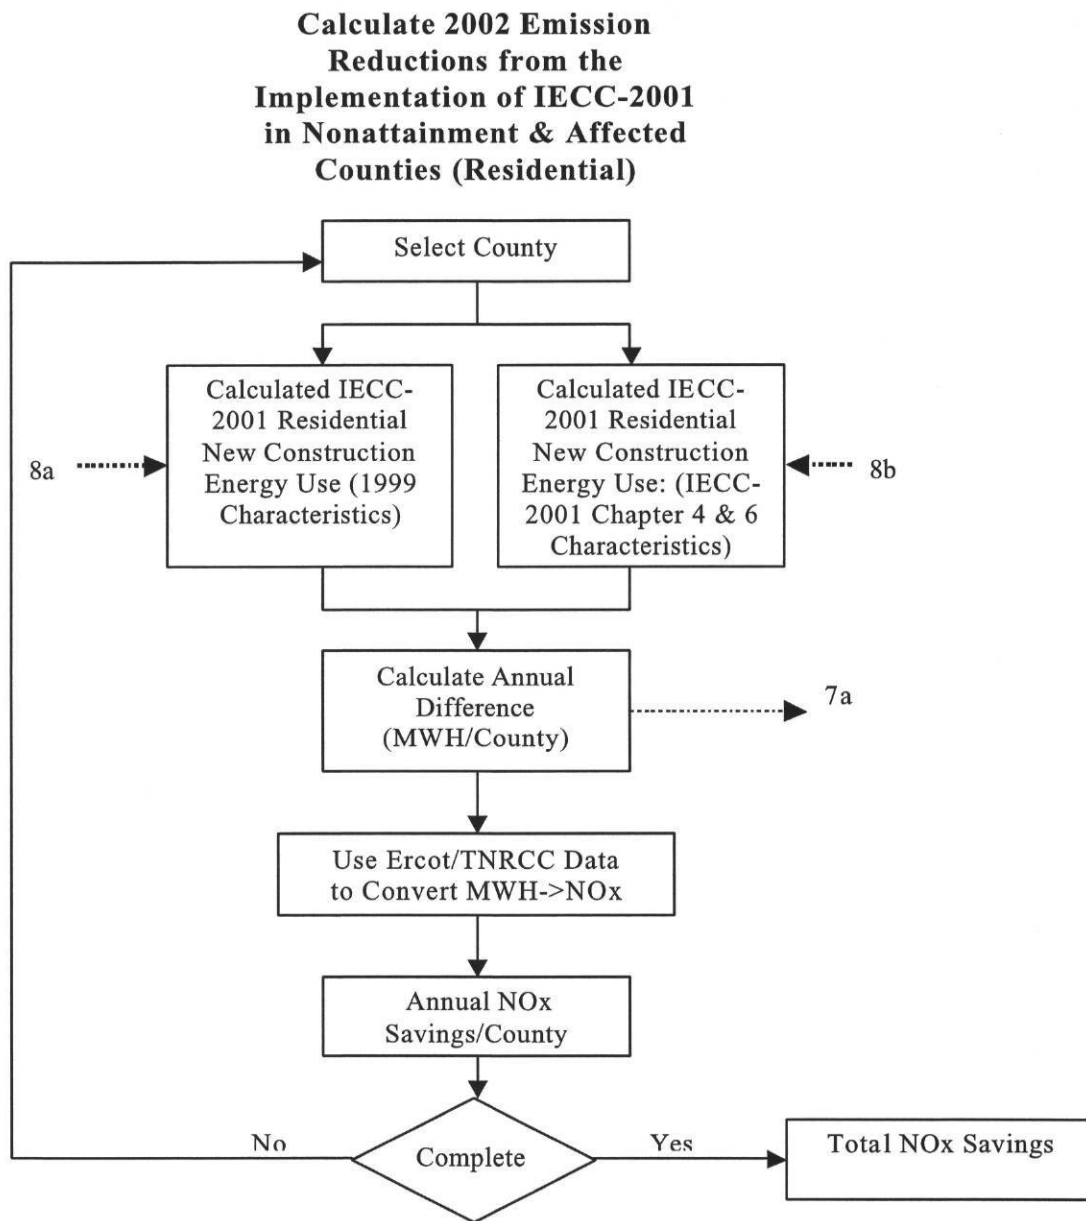 Calculate 2002 Emission
Reductions from the
Implementation of IECC-2001
in Nonattainment & Affected
Counties (Residential)
Select County
Calculated IECC-
2001 Residential
New Construction
Energy Use (1999
Characteristics)
Calculated IECC-
2001 Residential
New Construction
Energy Use: (IECC-
2001 Chapter 4 & 6
Characteristics)
8a
8b
Calculate Annual
Difference
(MWH/County)
7a
Use Ercot/TNRCC Data
to Convert MWH->NOx
Annual NOx
Savings/County
No
Complete
Yes
Total NOx Savings